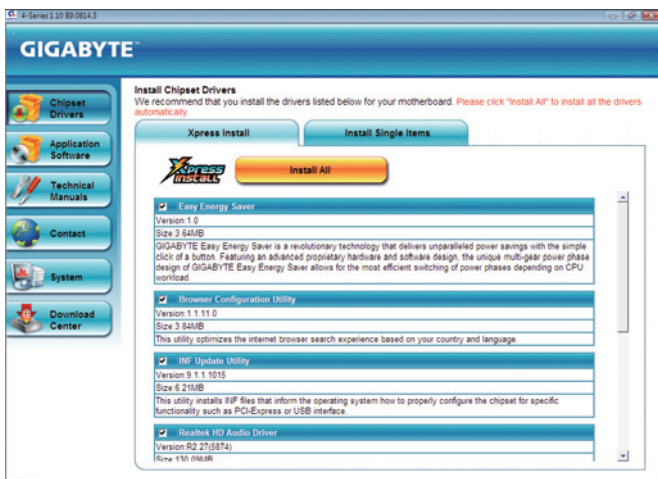 4-Series 1.10 B9.0814.3
GIGABYTE™
Chipset
Drivers
Application
Software
Technical
Manuals
Contact
System
Download
Center
Install Chipset Drivers
We recommend that you install the drivers listed below for your motherboard. Please click "Install All" to install all the drivers
automatically.
Xpress Install
Install Single Items
Xpress
INSTALL
Install All
Easy Energy Saver
Version:1.0
Size:3.64MB
GIGABYTE Easy Energy Saver is a revolutionary technology that delivers unparalleled power savings with the simple
click of a button. Featuring an advanced proprietary hardware and software design, the unique multi-gear power phase
design of GIGABYTE Easy Energy Saver allows for the most efficient switching of power phases depending on CPU
workload.
Browser Configuration Utility
Version:1.1.11.0
Size:3.84MB
This utility optimizes the internet browser search experience based on your country and language.
INF Update Utility
Version:9.1.1.1015
Size:6.21MB
This utility installs INF files that inform the operating system how to properly configure the chipset for specific
functionality such as PCI-Express or USB interface.
Realtek HD Audio Driver
Version:R2.27(5874)
Size:130.09MB